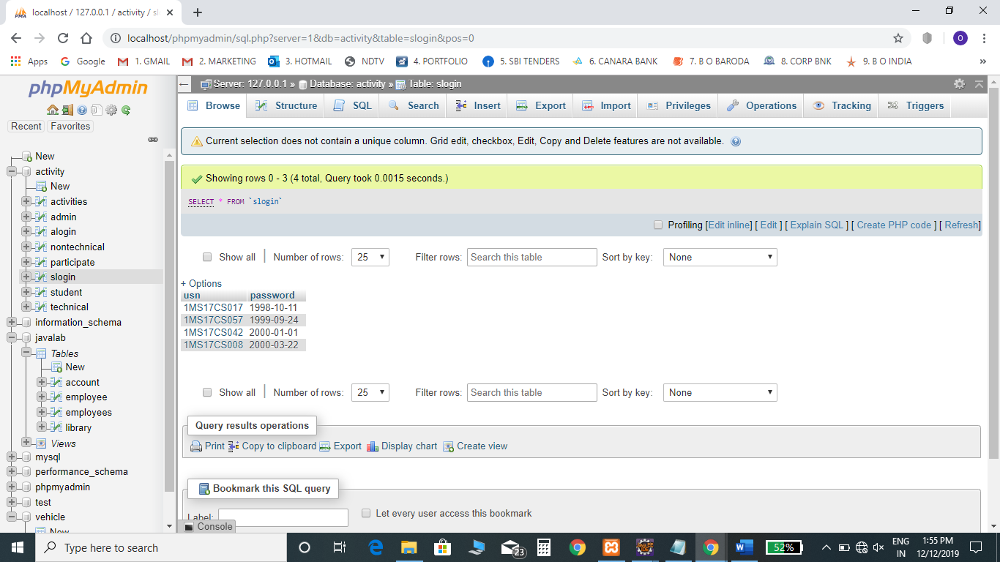 localhost / 127.0.0.1 / activity / sl
localhost/phpmyadmin/sql.php?server=1&db=activity&table=slogin&pos=0
O
Apps Google 1. GMAIL 2. MARKETING 3. HOTMAIL NDTV 4. PORTFOLIO 5. SBI TENDERS 6. CANARA BANK 7. B O BARODA 8. CORP BNK 9. B O INDIA »
phpMyAdmin
Recent Favorites
New
activity
New
activities
admin
alogin
nontechnical
participate
slogin
student
technical
information_schema
javalab
Tables
New
account
employee
employees
library
Views
mysql
performance_schema
phpmyadmin
test
vehicle
New
Server: 127.0.0.1 » Database: activity » Table: slogin
Browse Structure SQL Search Insert Export Import Privileges Operations Tracking Triggers
Current selection does not contain a unique column. Grid edit, checkbox, Edit, Copy and Delete features are not available.
Showing rows 0 - 3 (4 total, Query took 0.0015 seconds.)
SELECT * FROM `slogin`
Profiling [Edit inline] [ Edit ] [ Explain SQL ] [ Create PHP code ] [ Refresh]
Show all | Number of rows: 25 Filter rows: Search this table Sort by key: None
+ Options
usn password
1MS17CS017 1998-10-11
1MS17CS057 1999-09-24
1MS17CS042 2000-01-01
1MS17CS008 2000-03-22
Show all | Number of rows: 25 Filter rows: Search this table Sort by key: None
Query results operations
Print Copy to clipboard Export Display chart Create view
Bookmark this SQL query
Label: Let every user access this bookmark
Console
Type here to search
23
52%
ENG
IN
1:55 PM
12/12/2019